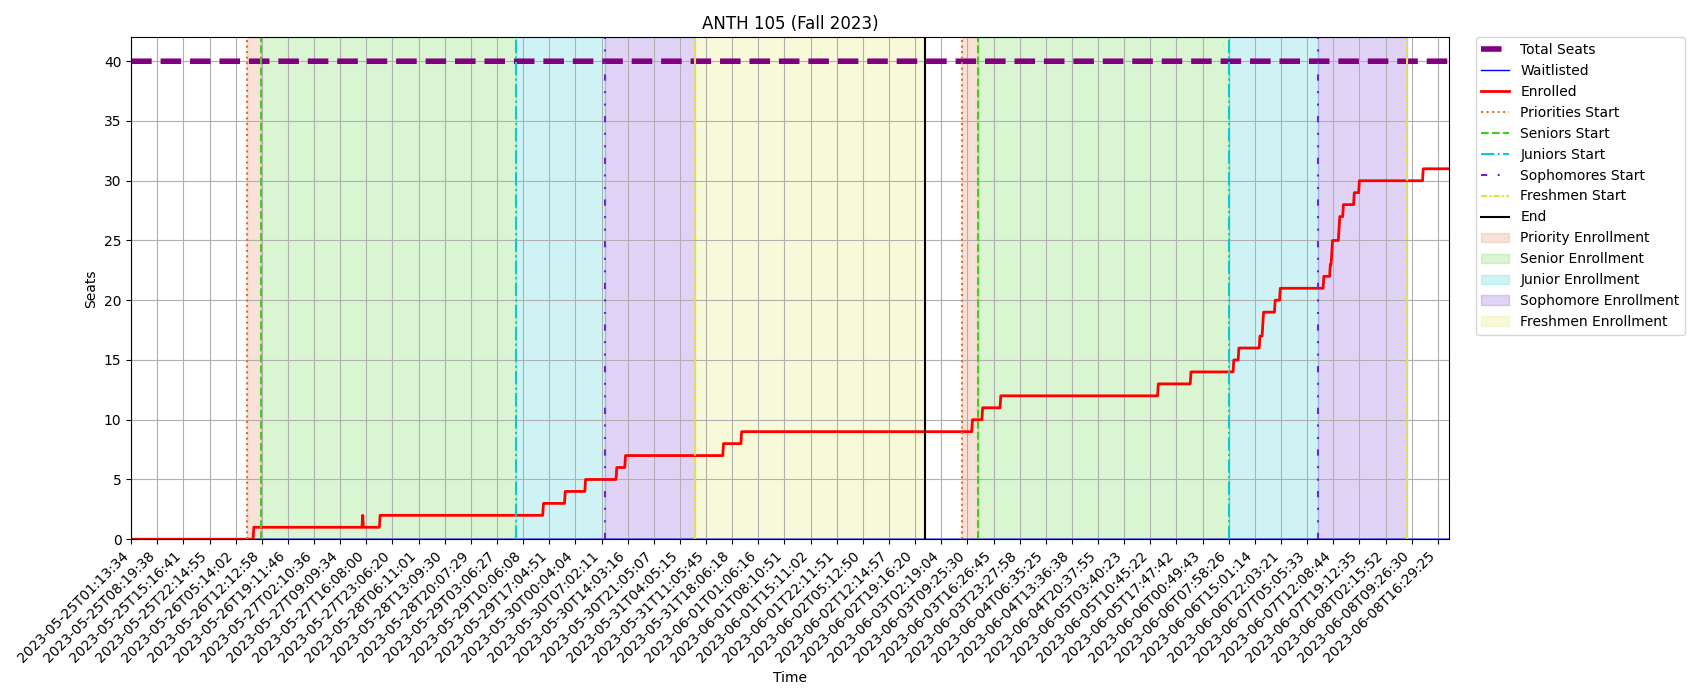 ANTH 105 (Fall 2023)
Seats
40
35
30
25
20
15
10
5
0
2023-05-25T01:13:34
2023-05-25T08:19:38
2023-05-25T15:16:41
2023-05-25T22:14:55
2023-05-26T05:14:02
2023-05-26T12:12:58
2023-05-26T19:11:46
2023-05-27T02:10:36
2023-05-27T09:09:34
2023-05-27T16:08:00
2023-05-27T23:06:20
2023-05-28T06:11:01
2023-05-28T13:09:30
2023-05-28T20:07:29
2023-05-29T03:06:27
2023-05-29T10:06:08
2023-05-29T17:04:51
2023-05-30T00:04:04
2023-05-30T07:02:11
2023-05-30T14:03:16
2023-05-30T21:05:07
2023-05-31T04:05:15
2023-05-31T11:05:45
2023-05-31T18:06:18
2023-06-01T01:06:16
2023-06-01T08:10:51
2023-06-01T15:11:02
2023-06-01T22:11:51
2023-06-02T05:12:50
2023-06-02T12:14:57
2023-06-02T19:16:20
2023-06-03T02:19:04
2023-06-03T09:25:30
2023-06-03T16:26:45
2023-06-03T23:27:58
2023-06-04T06:35:25
2023-06-04T13:36:38
2023-06-04T20:37:55
2023-06-05T03:40:23
2023-06-05T10:45:22
2023-06-05T17:47:42
2023-06-06T00:49:43
2023-06-06T07:58:26
2023-06-06T15:01:14
2023-06-06T22:03:21
2023-06-07T05:05:33
2023-06-07T12:08:44
2023-06-07T19:12:35
2023-06-08T02:15:52
2023-06-08T09:26:30
2023-06-08T16:29:25
Time
Total Seats
Waitlisted
Enrolled
Priorities Start
Seniors Start
Juniors Start
Sophomores Start
Freshmen Start
End
Priority Enrollment
Senior Enrollment
Junior Enrollment
Sophomore Enrollment
Freshmen Enrollment